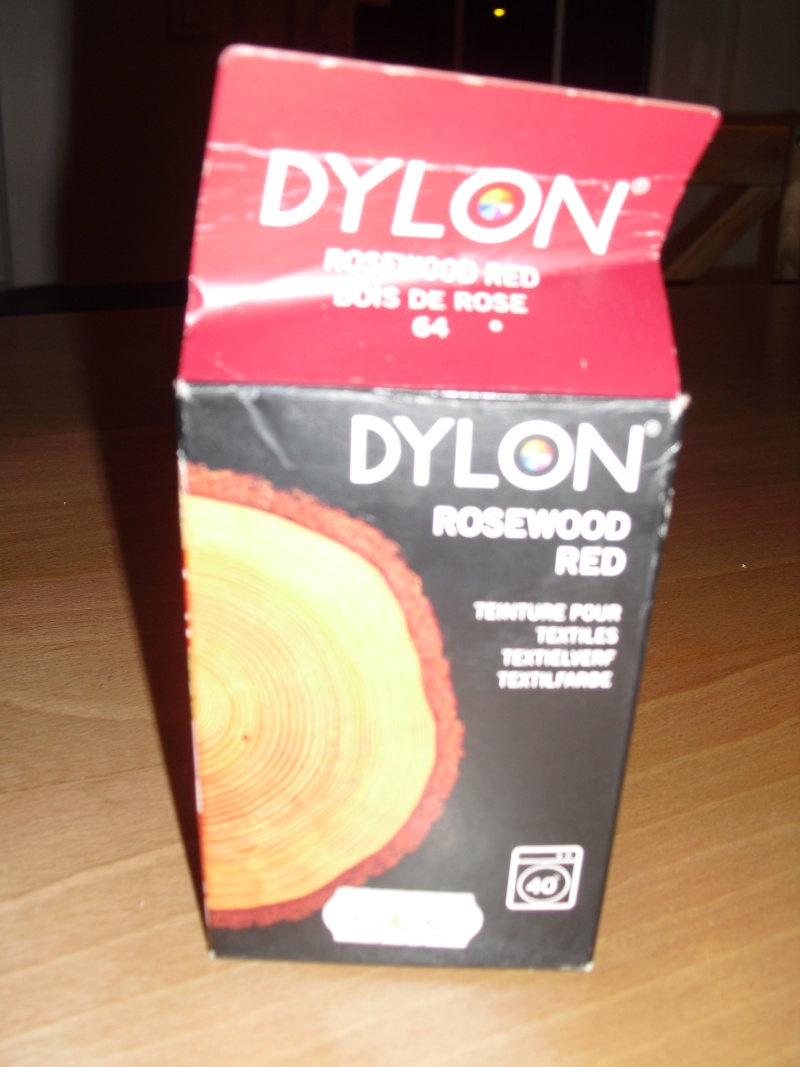 DYLON®
ROSEWOOD RED
BOIS DE ROSE
64
DYLON®
ROSEWOOD
RED
TEINTURE POUR
TEXTILES
TEXTIELVERF
TEXTILFARBE
40°